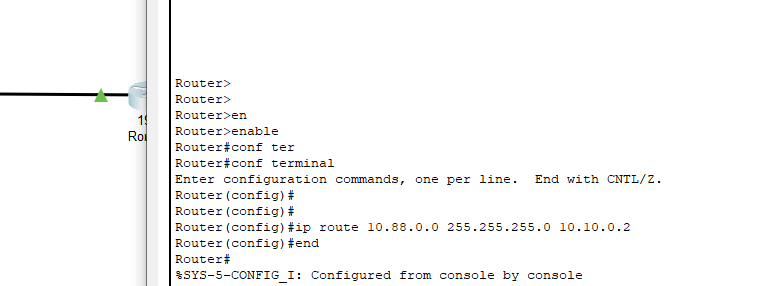 Router>
Router>
Router>en
Router>enable
Router#conf ter
Router#conf terminal
Enter configuration commands, one per line.  End with CNTL/Z.
Router(config)#
Router(config)#
Router(config)#ip route 10.88.0.0 255.255.255.0 10.10.0.2
Router(config)#end
Router#
%SYS-5-CONFIG_I: Configured from console by console
19
Rou